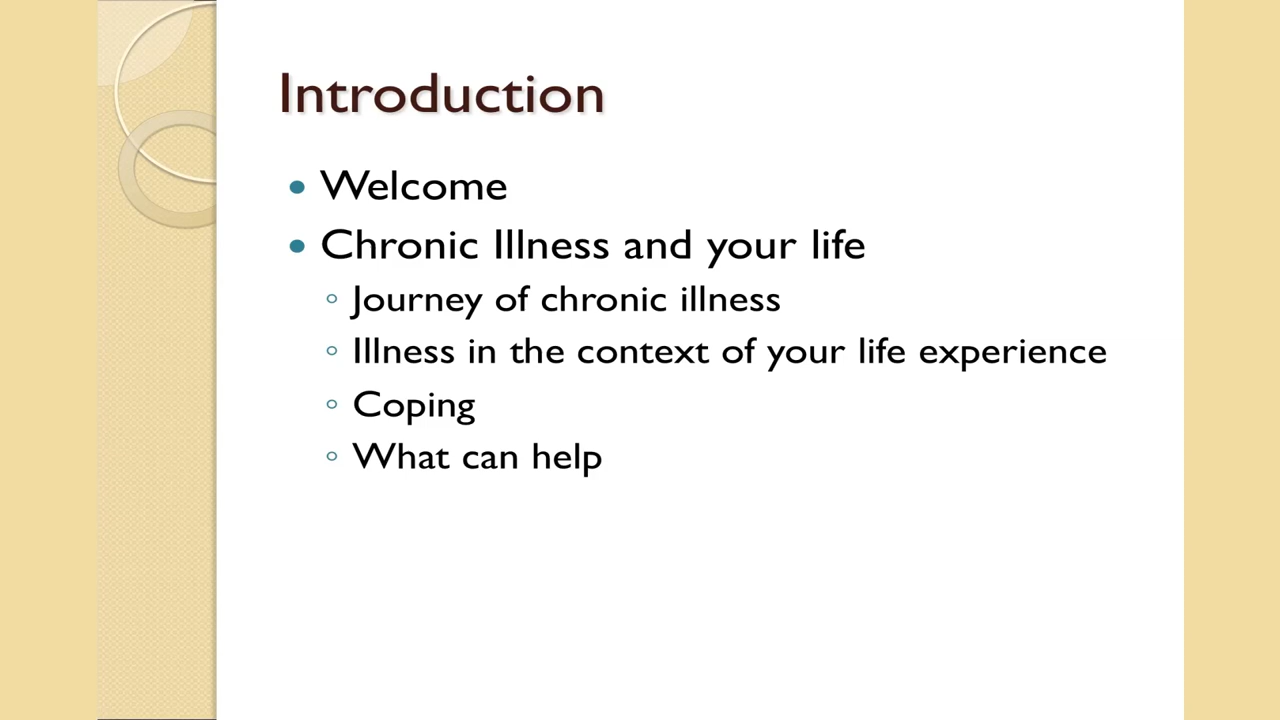 Introduction
• Welcome
• Chronic Illness and your life
◦ Journey of chronic illness
◦ Illness in the context of your life experience
◦ Coping
◦ What can help